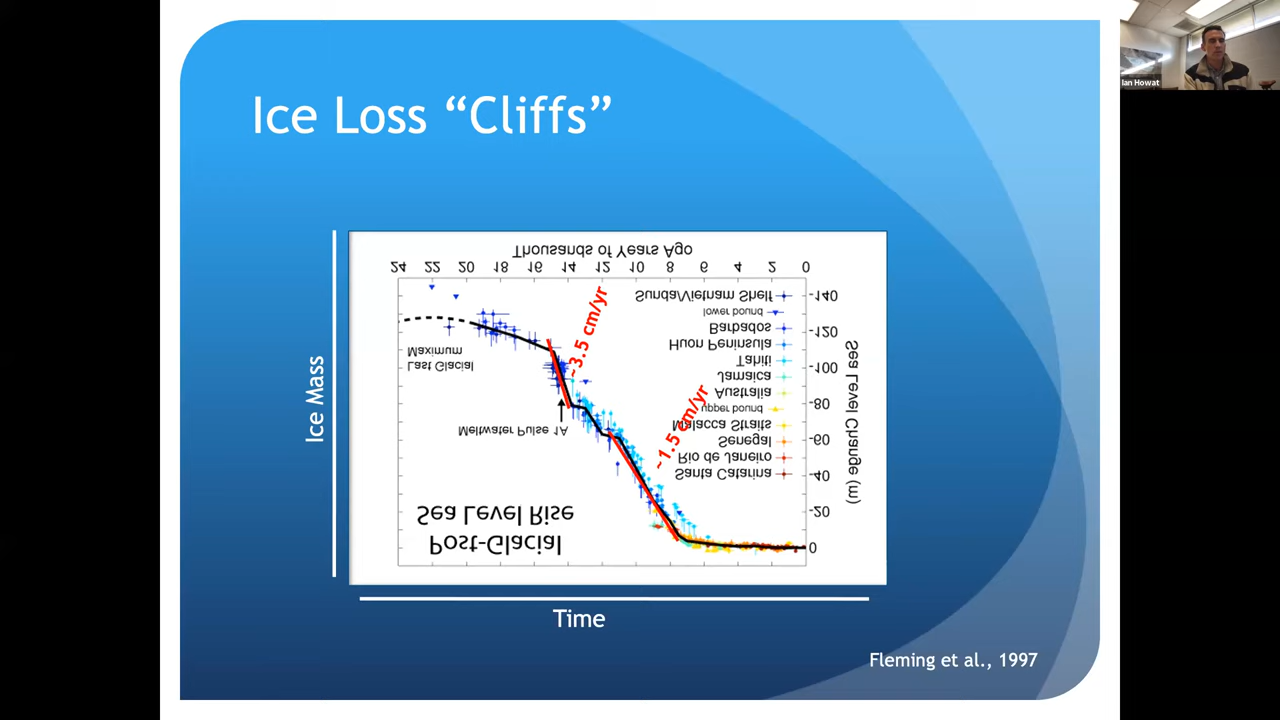 Ian Howat
Ice Loss “Cliffs”
Thousands of Years Ago
24 22 20 18 16 14 12 10 8 6 4 2 0
Sunda/Vietnam Shelf
lower bound
Barbados
Huon Peninsula
Tahiti
Jamaica
Australia
upper bound
Malacca Straits
Senegal
Rio de Janeiro
Santa Catarina
-140
-120
-100
-80
-60
-40
-20
0
Sea Level Change (m)
~3.5 cm/yr
~1.5 cm/yr
Maximum
Last Glacial
Meltwater Pulse 1A
Sea Level Rise
Post-Glacial
Ice Mass
Time
Fleming et al., 1997